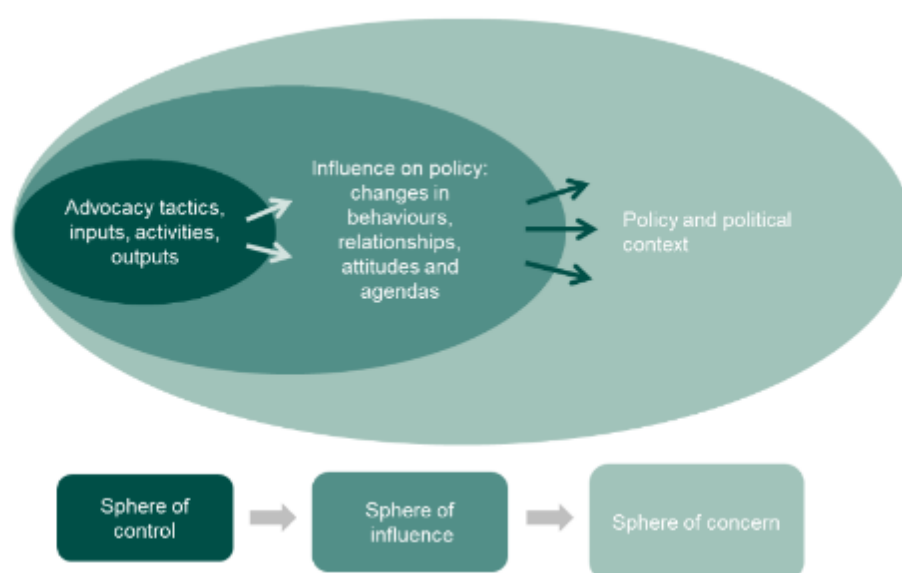 Advocacy tactics,
inputs, activities,
outputs
Influence on policy:
changes in
behaviours,
relationships,
attitudes and
agendas
Policy and political
context
Sphere of
control
Sphere of
influence
Sphere of concern